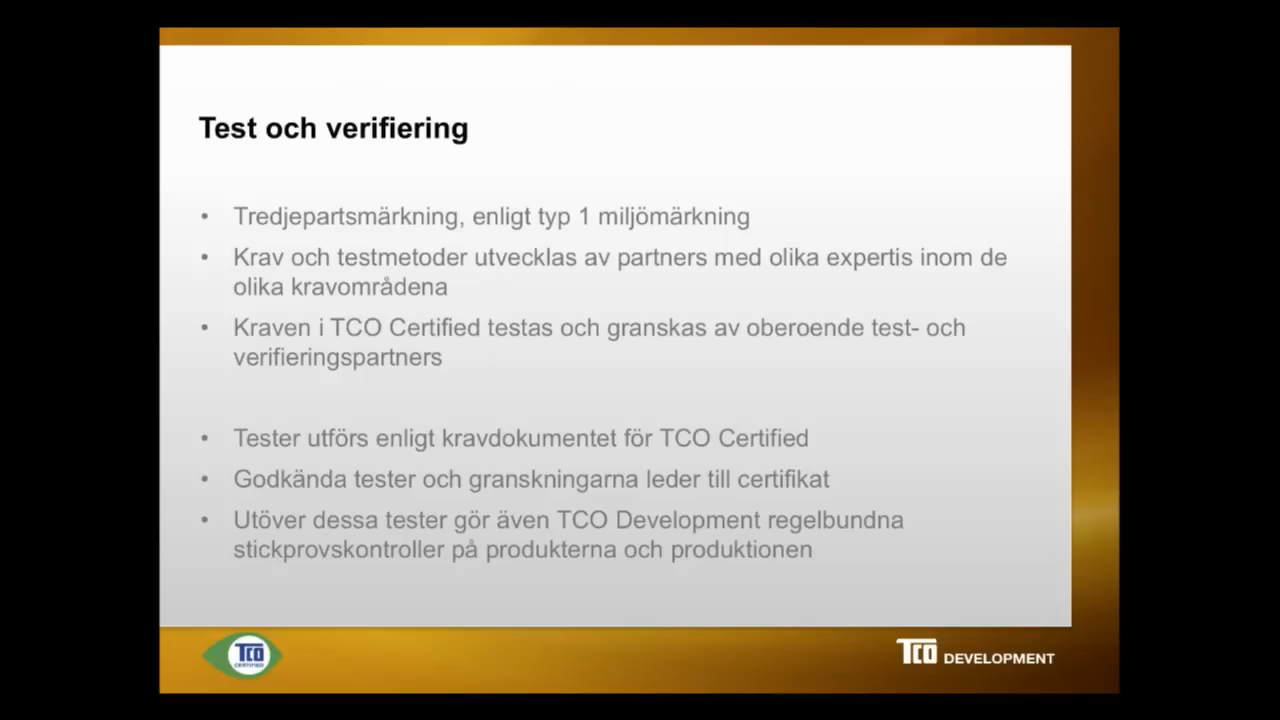 Test och verifiering
• Tredjepartsmärkning, enligt typ 1 miljömärkning
• Krav och testmetoder utvecklas av partners med olika expertis inom de
olika kravområdena
• Kraven i TCO Certified testas och granskas av oberoende test- och
verifieringspartners
• Tester utförs enligt kravdokumentet för TCO Certified
• Godkända tester och granskningarna leder till certifikat
• Utöver dessa tester gör även TCO Development regelbundna
stickprovskontroller på produkterna och produktionen
TCO
CERTIFIED
TCO DEVELOPMENT